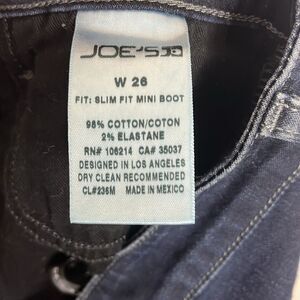 JOE'S
W 26
FIT: SLIM FIT MINI BOOT
98% COTTON/COTON
2% ELASTANE
RN# 106214 CA# 35037
DESIGNED IN LOS ANGELES
DRY CLEAN RECOMMENDED
CL#236M MADE IN MEXICO